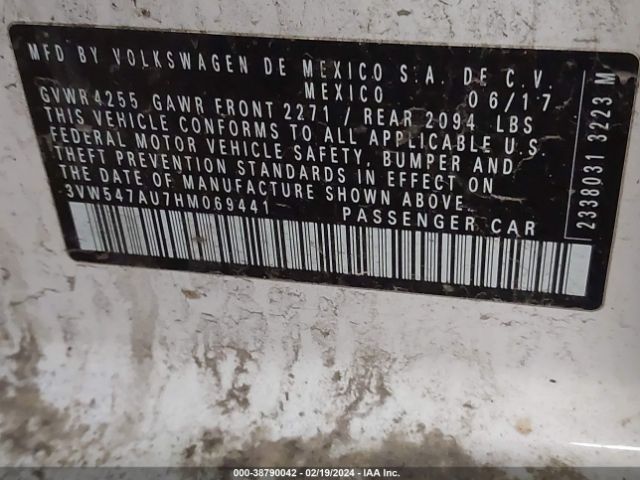 MFD BY VOLKSWAGEN DE MEXICO S.A. DE C.V.
MEXICO 06/17
GVWR 4255 GAWR FRONT 2271 / REAR 2094 LBS
THIS VEHICLE CONFORMS TO ALL APPLICABLE U.S.
FEDERAL MOTOR VEHICLE SAFETY, BUMPER AND
THEFT PREVENTION STANDARDS IN EFFECT ON
THE DATE OF MANUFACTURE SHOWN ABOVE.
3VW547AU7HM069441 PASSENGER CAR
2338031 3223 M
000-38790042 - 02/19/2024 - IAA Inc.